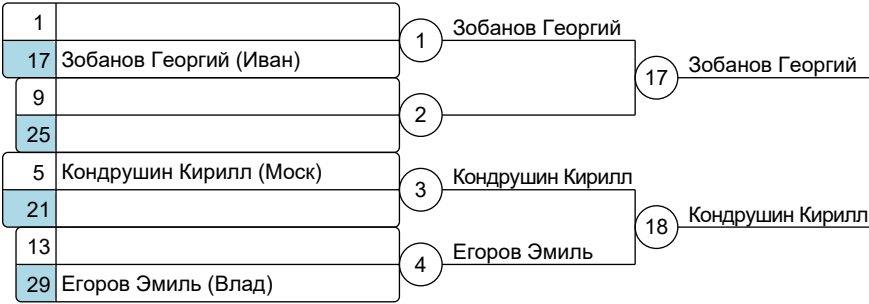 1
Зобанов Георгий
1
17 Зобанов Георгий (Иван)
17 Зобанов Георгий
9
2
25
5 Кондрушин Кирилл (Моск)
3 Кондрушин Кирилл
21
18 Кондрушин Кирилл
13
4 Егоров Эмиль
29 Егоров Эмиль (Влад)